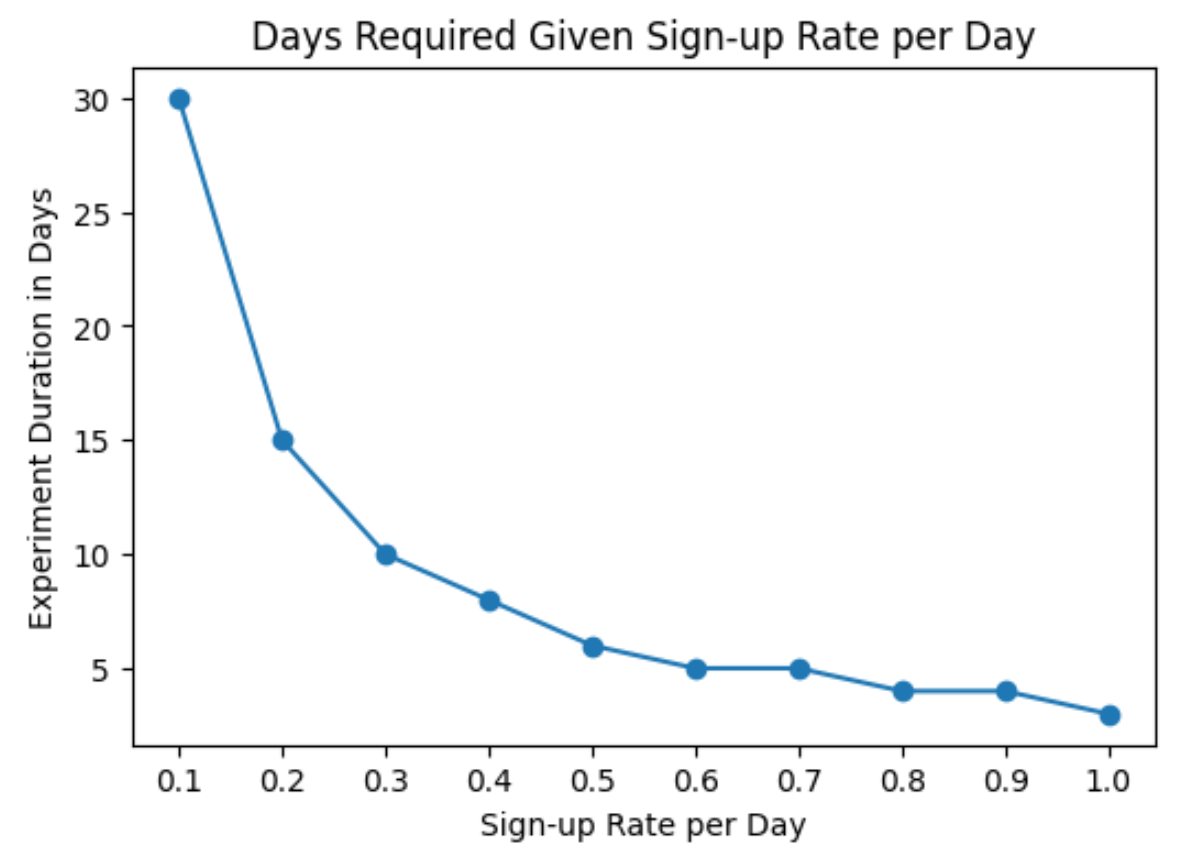 Days Required Given Sign-up Rate per Day
Experiment Duration in Days
30
25
20
15
10
5
0.1 0.2 0.3 0.4 0.5 0.6 0.7 0.8 0.9 1.0
Sign-up Rate per Day